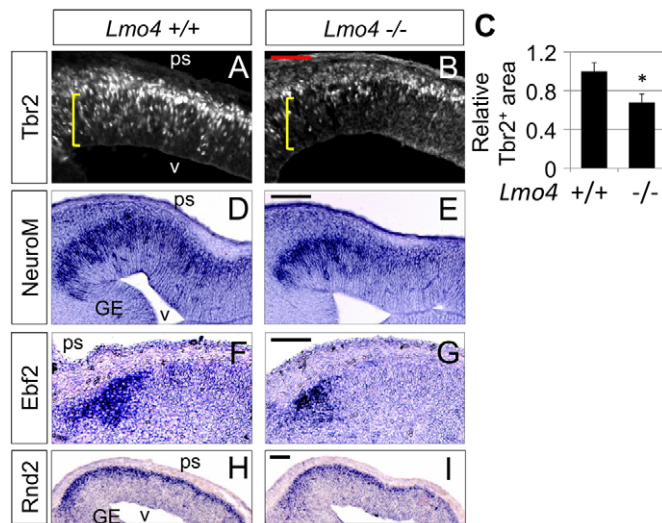 Lmo4 +/+
Lmo4 -/-
C
Tbr2
A
ps
v
B
Relative
Tbr2+ area
1.2
0.8
0.4
0
*
Lmo4 +/+ -/-
NeuroM
D
ps
GE
v
E
Ebf2
F
ps
G
Rnd2
H
ps
GE
v
I